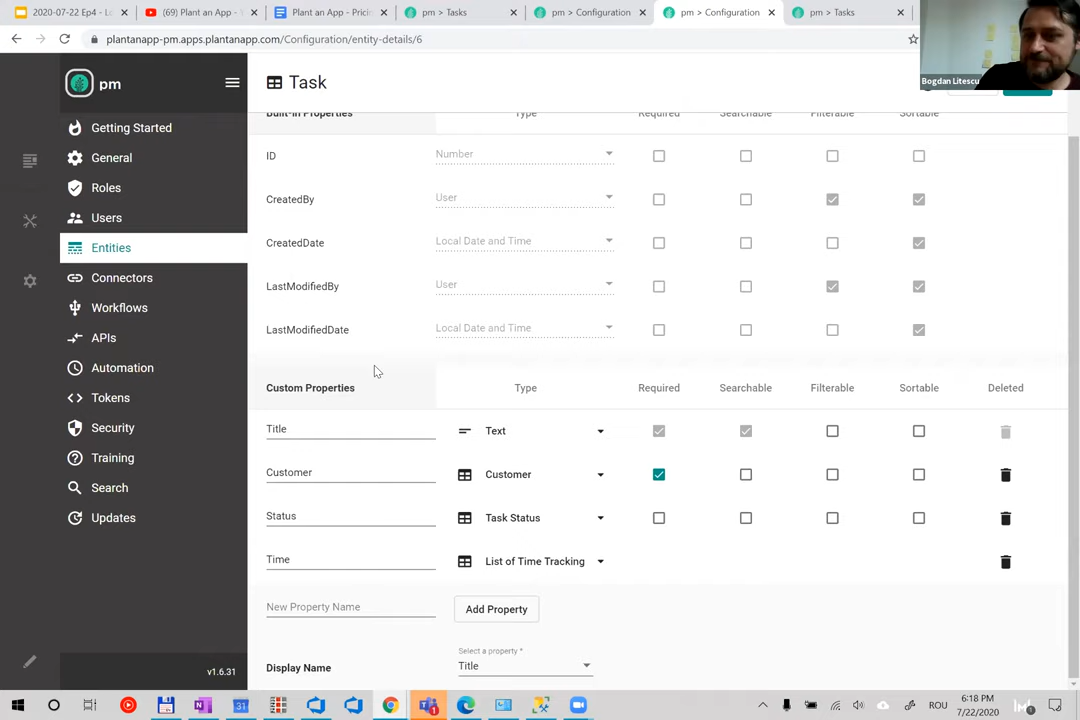 2020-07-22 Ep4 - Lo
(69) Plant an App - Y
Plant an App - Pricin
pm > Tasks
pm > Configuration
pm > Configuration
pm > Tasks
plantanapp-pm.apps.plantanapp.com/Configuration/entity-details/6
Bogdan Litescu
pm
Task
Getting Started
General
Roles
Users
Entities
Connectors
Workflows
APIs
Automation
Tokens
Security
Training
Search
Updates
v1.6.31
Built-in Properties Type Required Searchable Filterable Sortable
ID Number
CreatedBy User
CreatedDate Local Date and Time
LastModifiedBy User
LastModifiedDate Local Date and Time
Custom Properties Type Required Searchable Filterable Sortable Deleted
Title Text
Customer Customer
Status Task Status
Time List of Time Tracking
New Property Name Add Property
Select a property *
Display Name Title
6:18 PM
ROU
7/22/2020